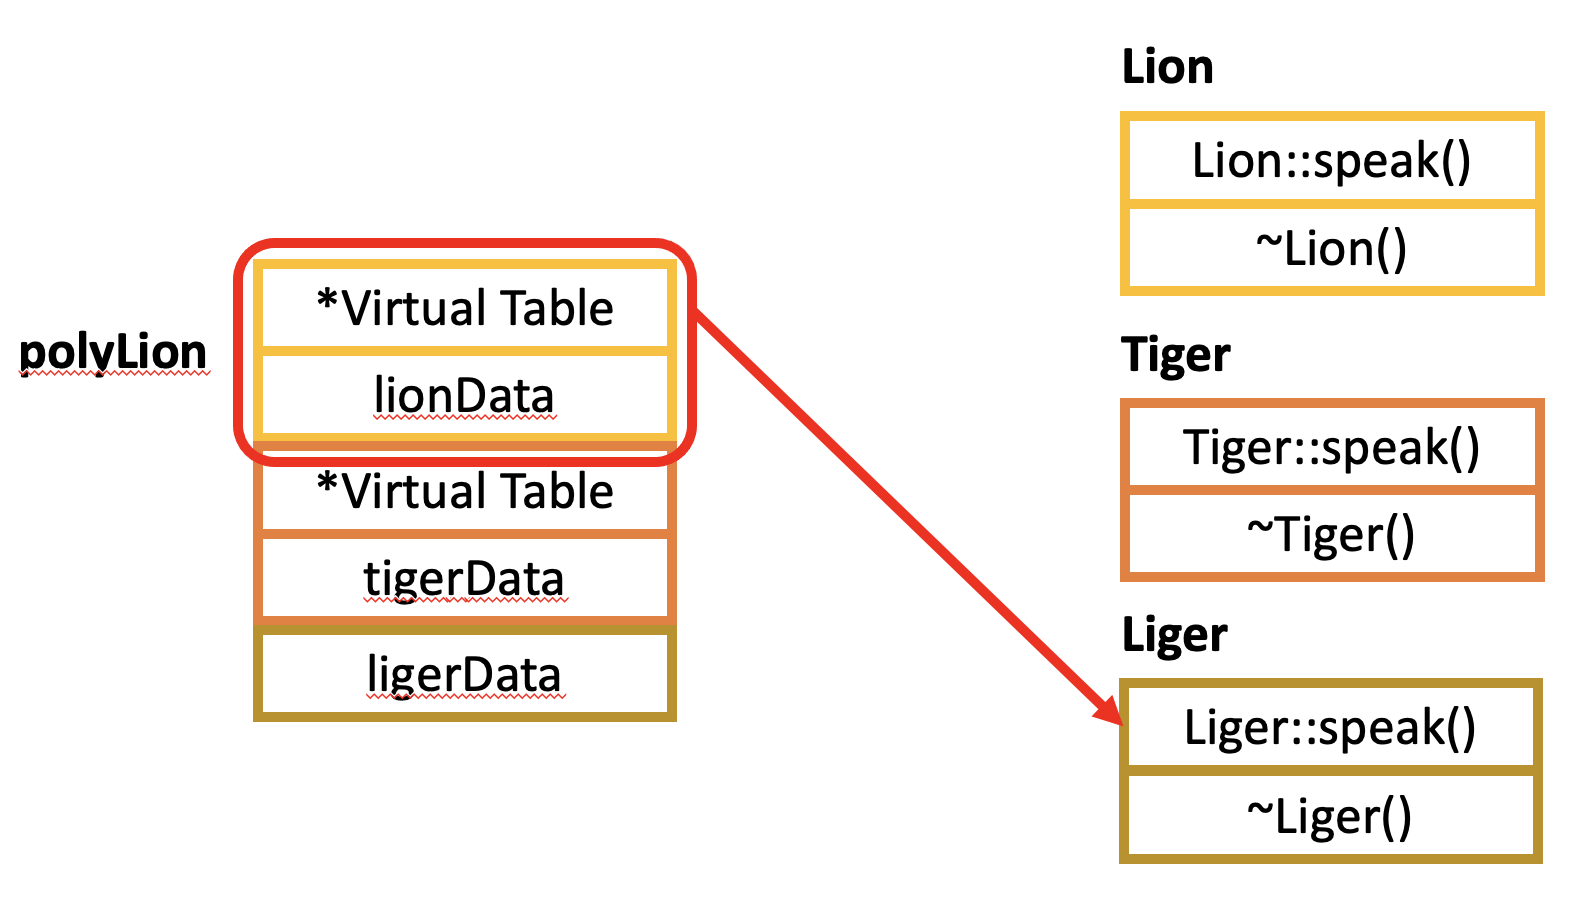 polyLion
*Virtual Table
lionData
*Virtual Table
tigerData
ligerData
Lion
Lion::speak()
~Lion()
Tiger
Tiger::speak()
~Tiger()
Liger
Liger::speak()
~Liger()